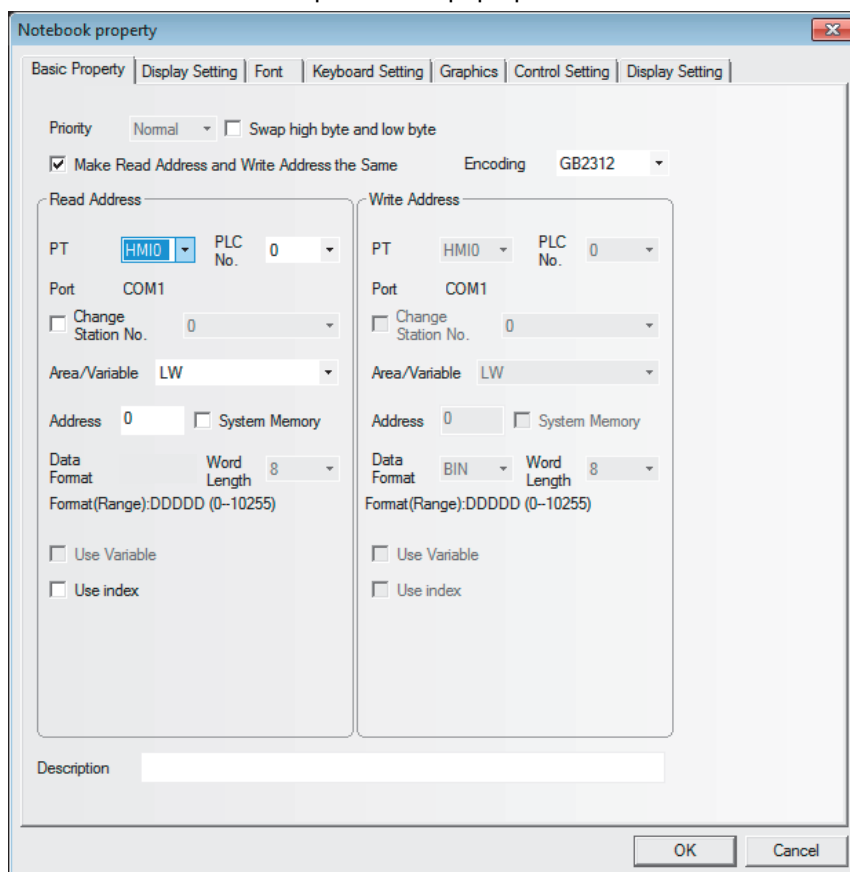 Notebook property
Basic Property Display Setting Font Keyboard Setting Graphics Control Setting Display Setting
Priority Normal Swap high byte and low byte
Make Read Address and Write Address the Same Encoding GB2312
Read Address Write Address
PT HMI0 PLC No. 0 PT HMI0 PLC No. 0
Port COM1 Port COM1
Change Station No. 0 Change Station No. 0
Area/Variable LW Area/Variable LW
Address 0 System Memory Address 0 System Memory
Data Format Word Length 8 Data Format BIN Word Length 8
Format(Range):DDDDD (0--10255) Format(Range):DDDDD (0--10255)
Use Variable Use Variable
Use index Use index
Description
OK Cancel